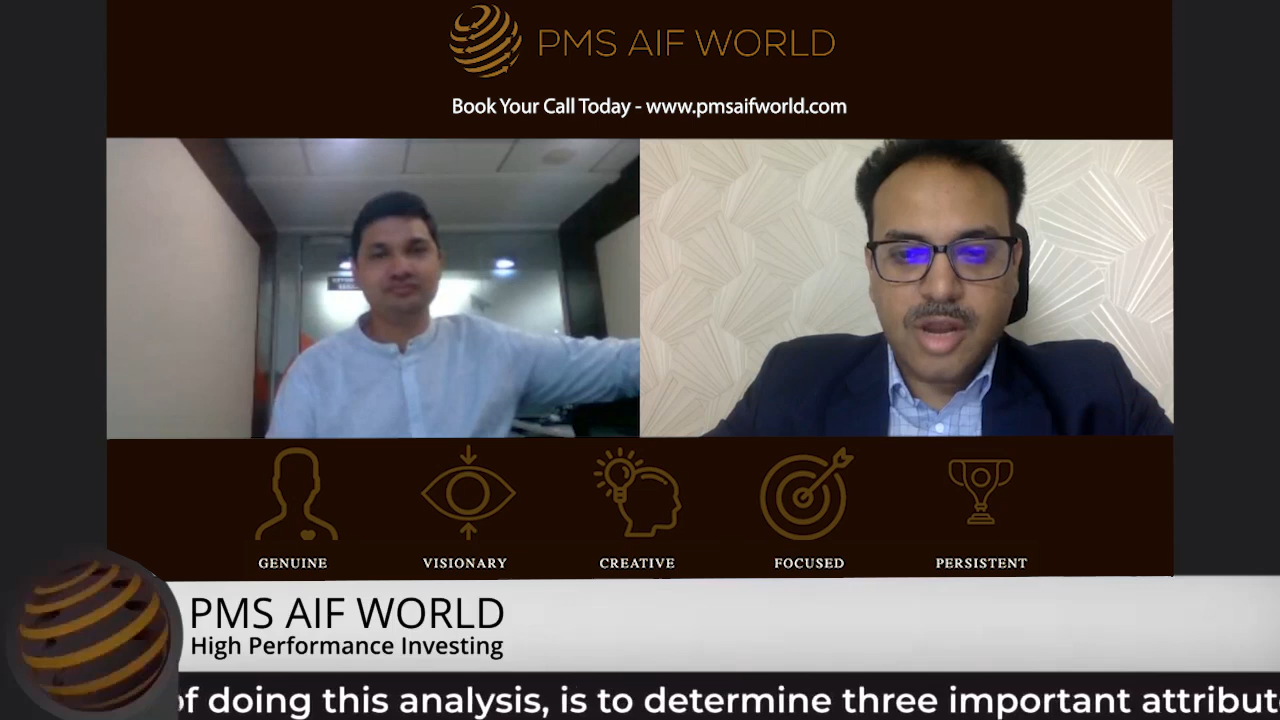 PMS AIF WORLD
Book Your Call Today - www.pmsaifworld.com
GENUINE
VISIONARY
CREATIVE
FOCUSED
PERSISTENT
PMS AIF WORLD
High Performance Investing
of doing this analysis, is to determine three important attribut